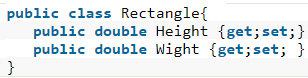 public class Rectangle{
public double Height {get;set;}
public double Wight {get;set; }
}